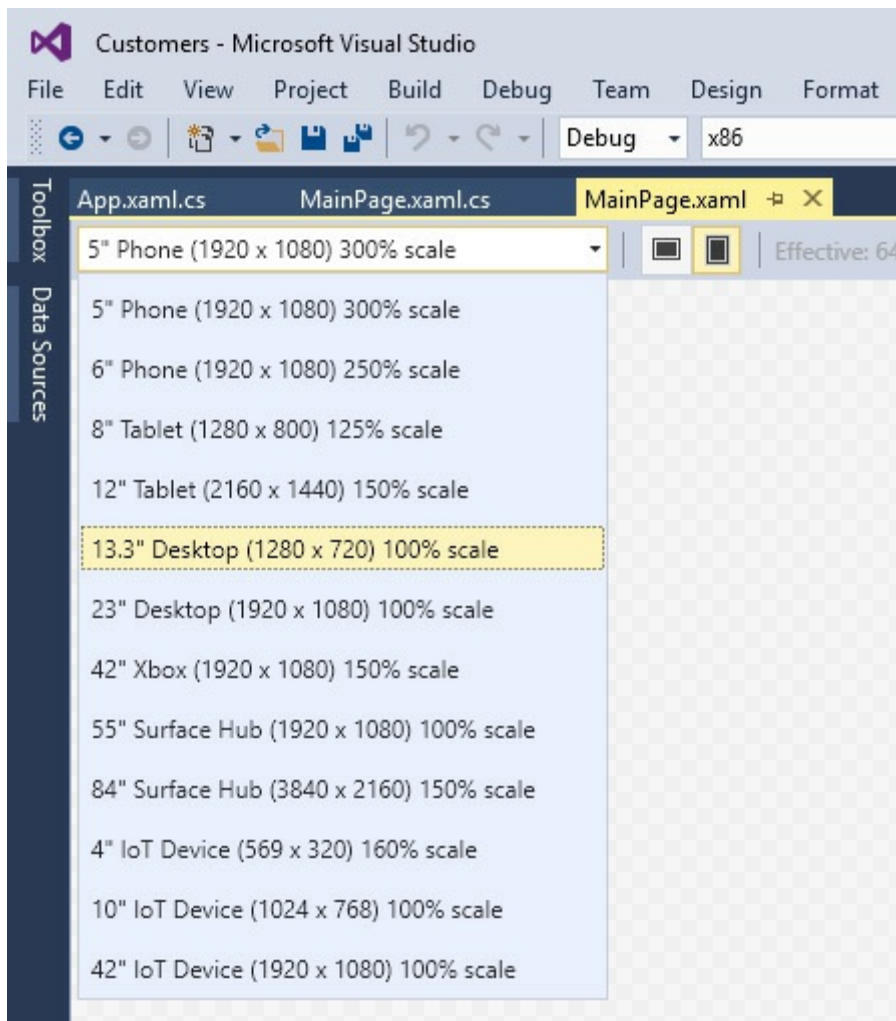 Customers - Microsoft Visual Studio
File Edit View Project Build Debug Team Design Format
Debug x86
Toolbox
Data Sources
App.xaml.cs MainPage.xaml.cs MainPage.xaml
5" Phone (1920 x 1080) 300% scale Effective: 64
5" Phone (1920 x 1080) 300% scale
6" Phone (1920 x 1080) 250% scale
8" Tablet (1280 x 800) 125% scale
12" Tablet (2160 x 1440) 150% scale
13.3" Desktop (1280 x 720) 100% scale
23" Desktop (1920 x 1080) 100% scale
42" Xbox (1920 x 1080) 150% scale
55" Surface Hub (1920 x 1080) 100% scale
84" Surface Hub (3840 x 2160) 150% scale
4" IoT Device (569 x 320) 160% scale
10" IoT Device (1024 x 768) 100% scale
42" IoT Device (1920 x 1080) 100% scale